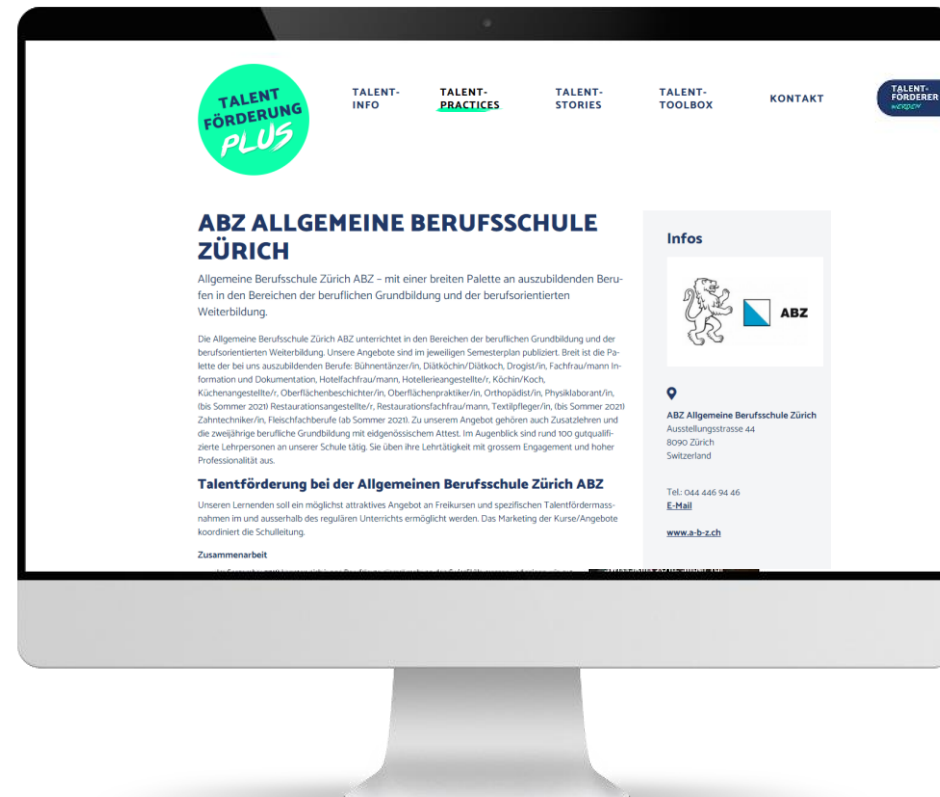 TALENT
FÖRDERUNG
PLUS
TALENT-
INFO
TALENT-
PRACTICES
TALENT-
STORIES
TALENT-
TOOLBOX
KONTAKT
TALENT-
FÖRDERER
WERDEN
ABZ ALLGEMEINE BERUFSSCHULE
ZÜRICH
Allgemeine Berufsschule Zürich ABZ – mit einer breiten Palette an auszubildenden Beru-
fen in den Bereichen der beruflichen Grundbildung und der berufsorientierten
Weiterbildung.
Die Allgemeine Berufsschule Zürich ABZ unterrichtet in den Bereichen der beruflichen Grundbildung und der
berufsorientierten Weiterbildung. Unsere Angebote sind im jeweiligen Semesterplan publiziert. Breit ist die Pa-
lette der bei uns auszubildenden Berufe: Bühnentänzer/in, Diätköchin/Diätkoch, Drogist/in, Fachfrau/mann In-
formation und Dokumentation, Hotelfachfrau/mann, Hotellerieangestellte/r, Köchin/Koch,
Küchenangestellte/r, Oberflächenbeschichter/in, Oberflächenpraktiker/in, Orthopädist/in, Physiklaborant/in,
(bis Sommer 2021) Restaurationsangestellte/r, Restaurationsfachfrau/mann, Textilpfleger/in, (bis Sommer 2021)
Zahntechniker/in, Fleischfachberufe (ab Sommer 2021). Zu unserem Angebot gehören auch Zusatzlehren und
die zweijährige berufliche Grundbildung mit eidgenössischem Attest. Im Augenblick sind rund 100 gutqualifi-
zierte Lehrpersonen an unserer Schule tätig. Sie üben ihre Lehrtätigkeit mit grossem Engagement und hoher
Professionalität aus.
Talentförderung bei der Allgemeinen Berufsschule Zürich ABZ
Unseren Lernenden soll ein möglichst attraktives Angebot an Freikursen und spezifischen Talentfördermass-
nahmen im und ausserhalb des regulären Unterrichts ermöglicht werden. Das Marketing der Kurse/Angebote
koordiniert die Schulleitung.
Zusammenarbeit
Infos
ABZ
ABZ Allgemeine Berufsschule Zürich
Ausstellungsstrasse 44
8090 Zürich
Switzerland
Tel.: 044 446 94 46
E-Mail
www.a-b-z.ch